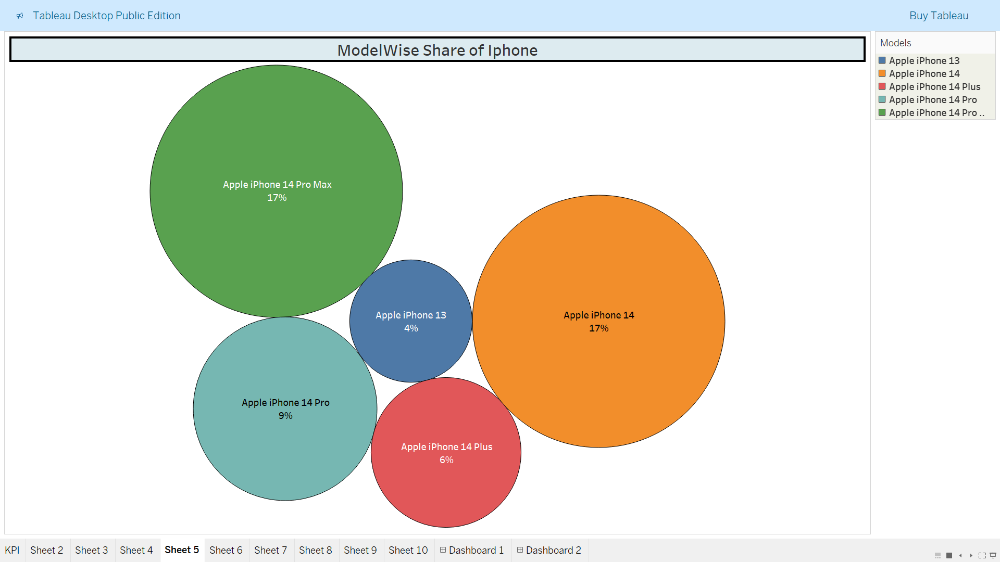 Tableau Desktop Public Edition
Buy Tableau
ModelWise Share of Iphone
Models
Apple iPhone 13
Apple iPhone 14
Apple iPhone 14 Plus
Apple iPhone 14 Pro
Apple iPhone 14 Pro ..
Apple iPhone 14 Pro Max
17%
Apple iPhone 13
4%
Apple iPhone 14
17%
Apple iPhone 14 Pro
9%
Apple iPhone 14 Plus
6%
KPI
Sheet 2
Sheet 3
Sheet 4
Sheet 5
Sheet 6
Sheet 7
Sheet 8
Sheet 9
Sheet 10
Dashboard 1
Dashboard 2